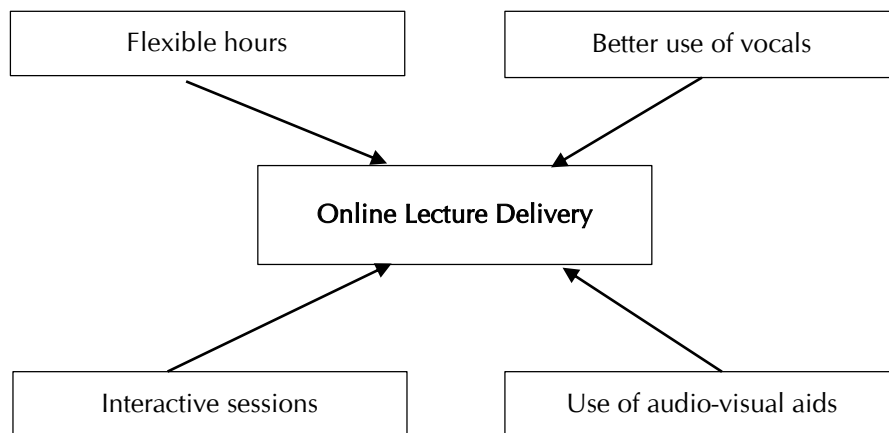 Flexible hours
Better use of vocals
Online Lecture Delivery
Interactive sessions
Use of audio-visual aids